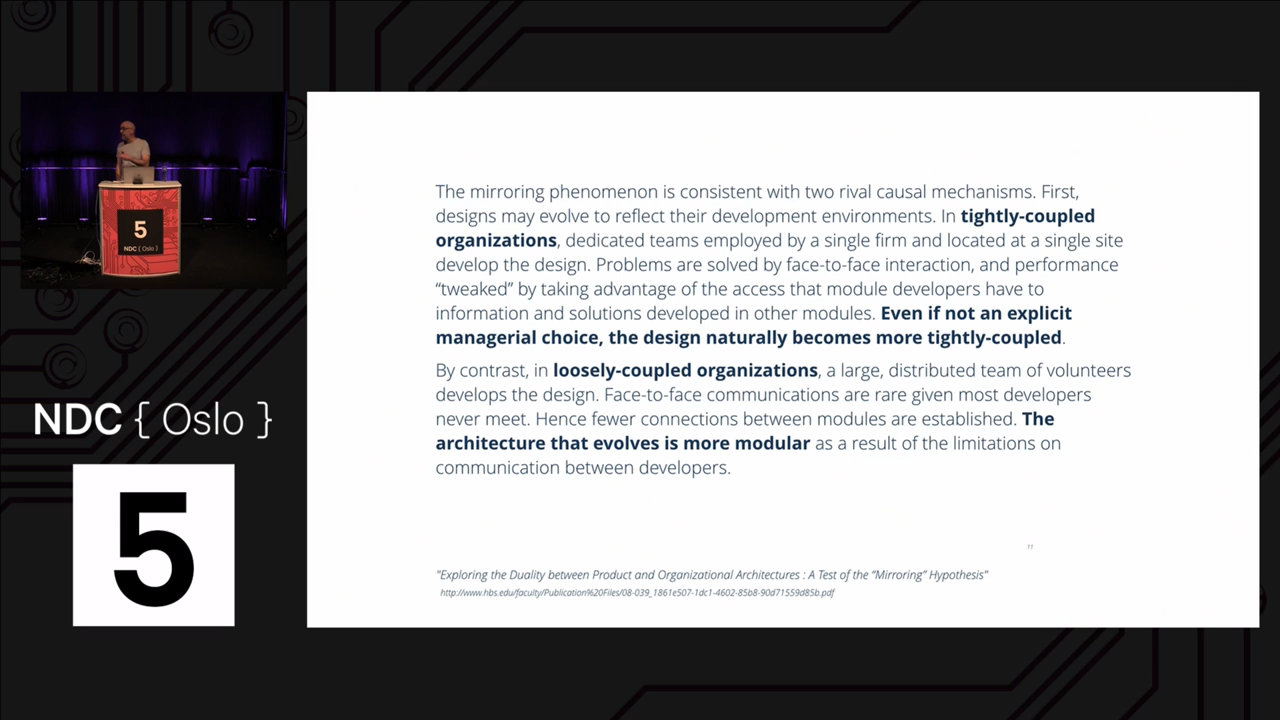 5
NDC { Oslo }
NDC { Oslo }
5
The mirroring phenomenon is consistent with two rival causal mechanisms. First,
designs may evolve to reflect their development environments. In tightly-coupled
organizations, dedicated teams employed by a single firm and located at a single site
develop the design. Problems are solved by face-to-face interaction, and performance
“tweaked” by taking advantage of the access that module developers have to
information and solutions developed in other modules. Even if not an explicit
managerial choice, the design naturally becomes more tightly-coupled.
By contrast, in loosely-coupled organizations, a large, distributed team of volunteers
develops the design. Face-to-face communications are rare given most developers
never meet. Hence fewer connections between modules are established. The
architecture that evolves is more modular as a result of the limitations on
communication between developers.
11
"Exploring the Duality between Product and Organizational Architectures : A Test of the “Mirroring” Hypothesis"
http://www.hbs.edu/faculty/Publication%20Files/08-039_1861e507-1dc1-4602-85b8-90d71559d85b.pdf